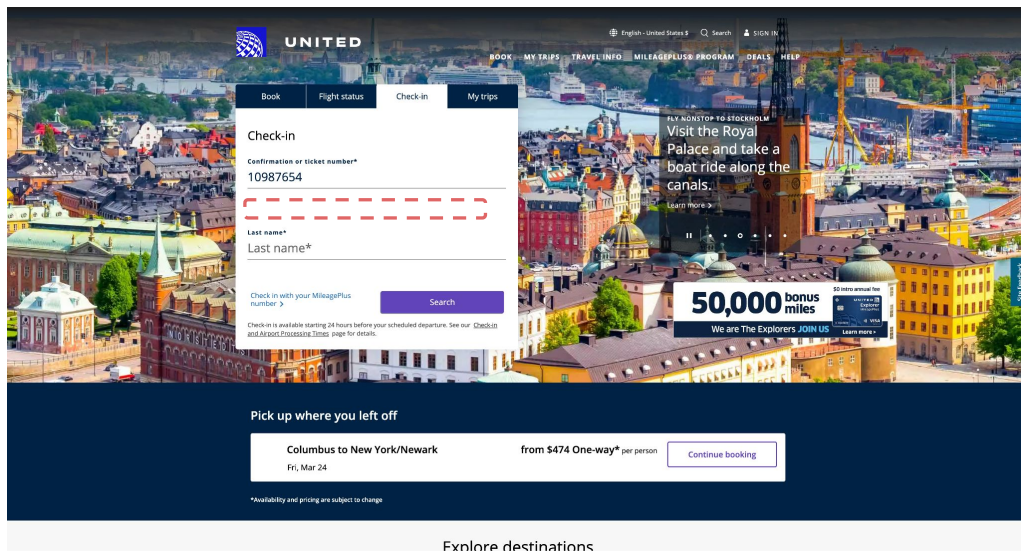 UNITED
English - United States $ Search SIGN IN
BOOK MY TRIPS TRAVEL INFO MILEAGEPLUS® PROGRAM DEALS HELP
Book Flight status Check-in My trips
Check-in
Confirmation or ticket number*
10987654
Last name*
Last name*
Check in with your MileagePlus
number >
Search
Check-in is available starting 24 hours before your scheduled departure. See our Check-in
and Airport Processing Times page for details.
FLY NONSTOP TO STOCKHOLM
Visit the Royal
Palace and take a
boat ride along the
canals.
Learn more >
Site Feedback
$0 intro annual fee
50,000 bonus
miles
UNITED
Explorer
VISA
We are The Explorers JOIN US
Learn more >
Pick up where you left off
Columbus to New York/Newark
Fri, Mar 24
from $474 One-way* per person
Continue booking
*Availability and pricing are subject to change
Explore destinations